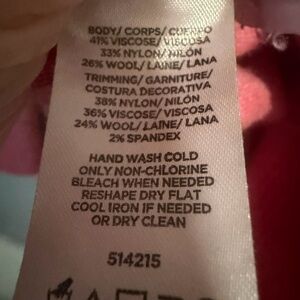 BODY/ CORPS/ CUERPO
41% VISCOSE/ VISCOSA
33% NYLON/ NILÓN
26% WOOL/ LAINE/ LANA
TRIMMING/ GARNITURE/
COSTURA DECORATIVA
38% NYLON/ NILÓN
36% VISCOSE/ VISCOSA
24% WOOL/ LAINE/ LANA
2% SPANDEX
HAND WASH COLD
ONLY NON-CHLORINE
BLEACH WHEN NEEDED
RESHAPE DRY FLAT
COOL IRON IF NEEDED
OR DRY CLEAN
514215